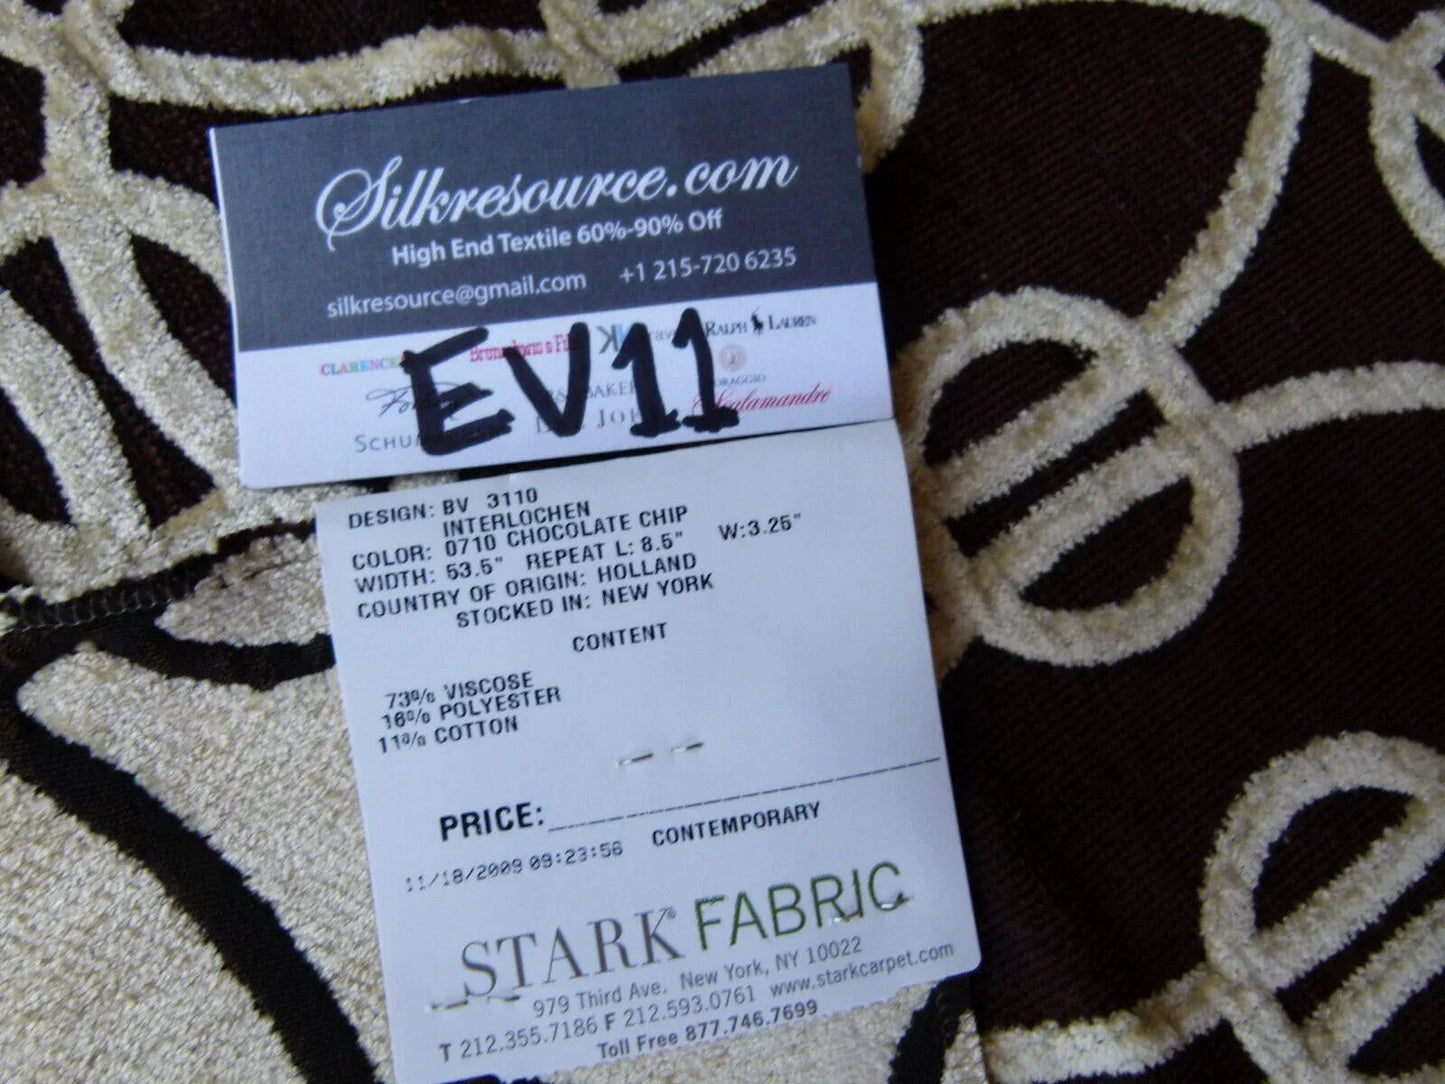 Silkresource.com
High End Textile 60%-90% Off
silkresource@gmail.com +1 215-720 6235
CLARENCE RALPH LAUREN
Scalamandré
EV11
DESIGN: BV 3110
INTERLOCHEN
COLOR: 0710 CHOCOLATE CHIP
WIDTH: 53.5" REPEAT L: 8.5" W:3.25"
COUNTRY OF ORIGIN: HOLLAND
STOCKED IN: NEW YORK
CONTENT
73% VISCOSE
16% POLYESTER
11% COTTON
PRICE:
11/18/2009 09:23:56 CONTEMPORARY
STARK® FABRIC
979 Third Ave. New York, NY 10022
T 212.355.7186 F 212.593.0761 www.starkcarpet.com
Toll Free 877.746.7699